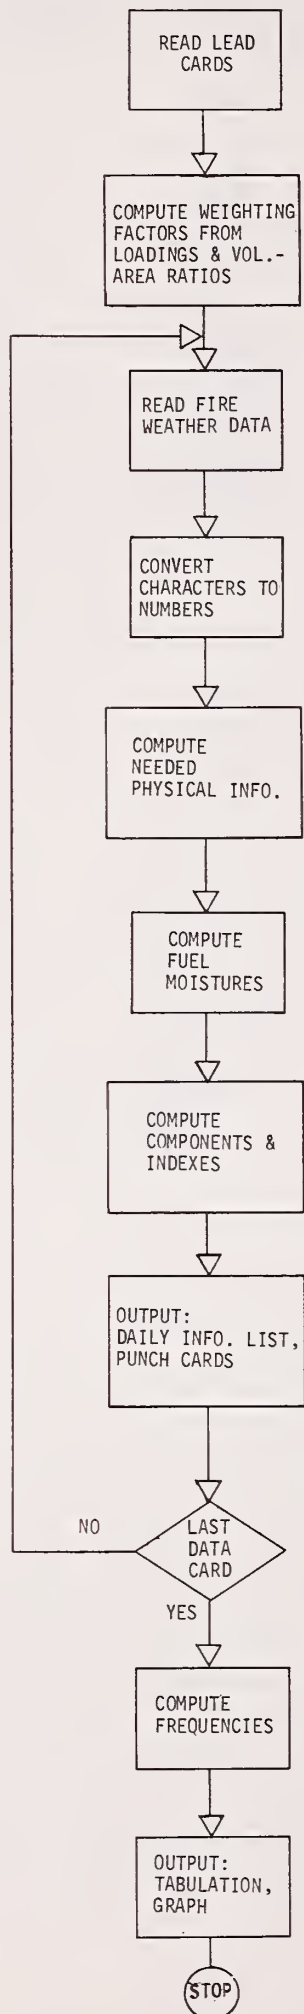 READ LEAD
CARDS
COMPUTE WEIGHTING
FACTORS FROM
LOADINGS & VOL.-
AREA RATIOS
READ FIRE
WEATHER DATA
CONVERT
CHARACTERS TO
NUMBERS
COMPUTE
NEEDED
PHYSICAL INFO.
COMPUTE
FUEL
MOISTURES
COMPUTE
COMPONENTS &
INDEXES
OUTPUT:
DAILY INFO. LIST,
PUNCH CARDS
NO
LAST
DATA
CARD
YES
COMPUTE
FREQUENCIES
OUTPUT:
TABULATION,
GRAPH
STOP